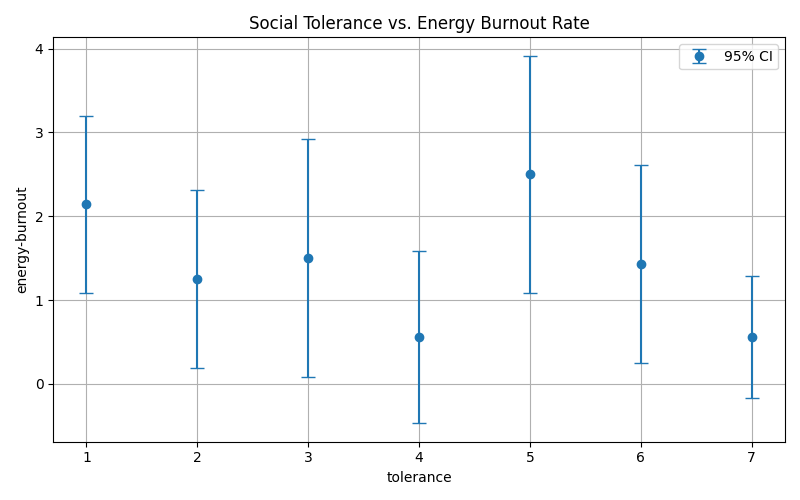 Social Tolerance vs. Energy Burnout Rate
95% CI
energy-burnout
4
3
2
1
0
1 2 3 4 5 6 7
tolerance